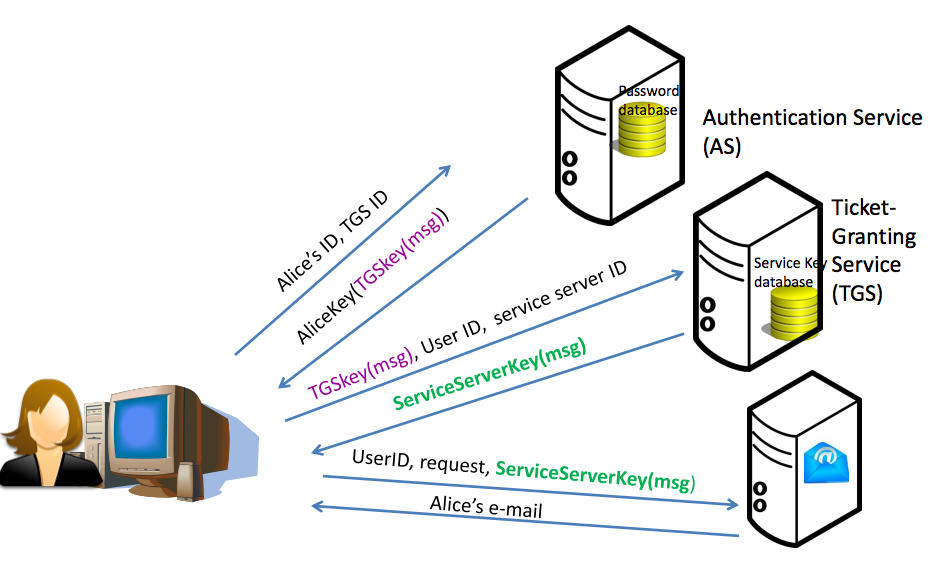 Password
database
Authentication Service
(AS)
Alice's ID, TGS ID
AliceKey(TGSkey(msg))
Ticket-
Granting
Service
(TGS)
Service Key
database
TGSkey(msg), User ID, service server ID
ServiceServerKey(msg)
UserID, request, ServiceServerKey(msg)
Alice's e-mail
@